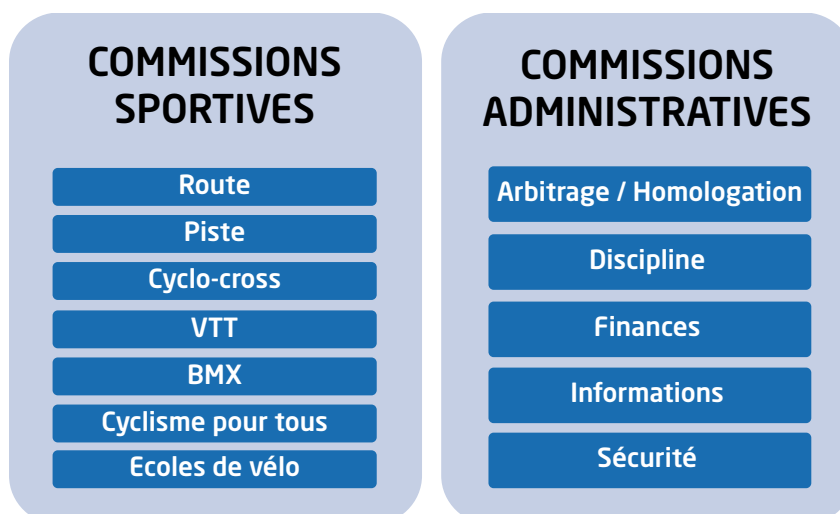 COMMISSIONS
SPORTIVES
Route
Piste
Cyclo-cross
VTT
BMX
Cyclisme pour tous
Ecoles de vélo
COMMISSIONS
ADMINISTRATIVES
Arbitrage / Homologation
Discipline
Finances
Informations
Sécurité